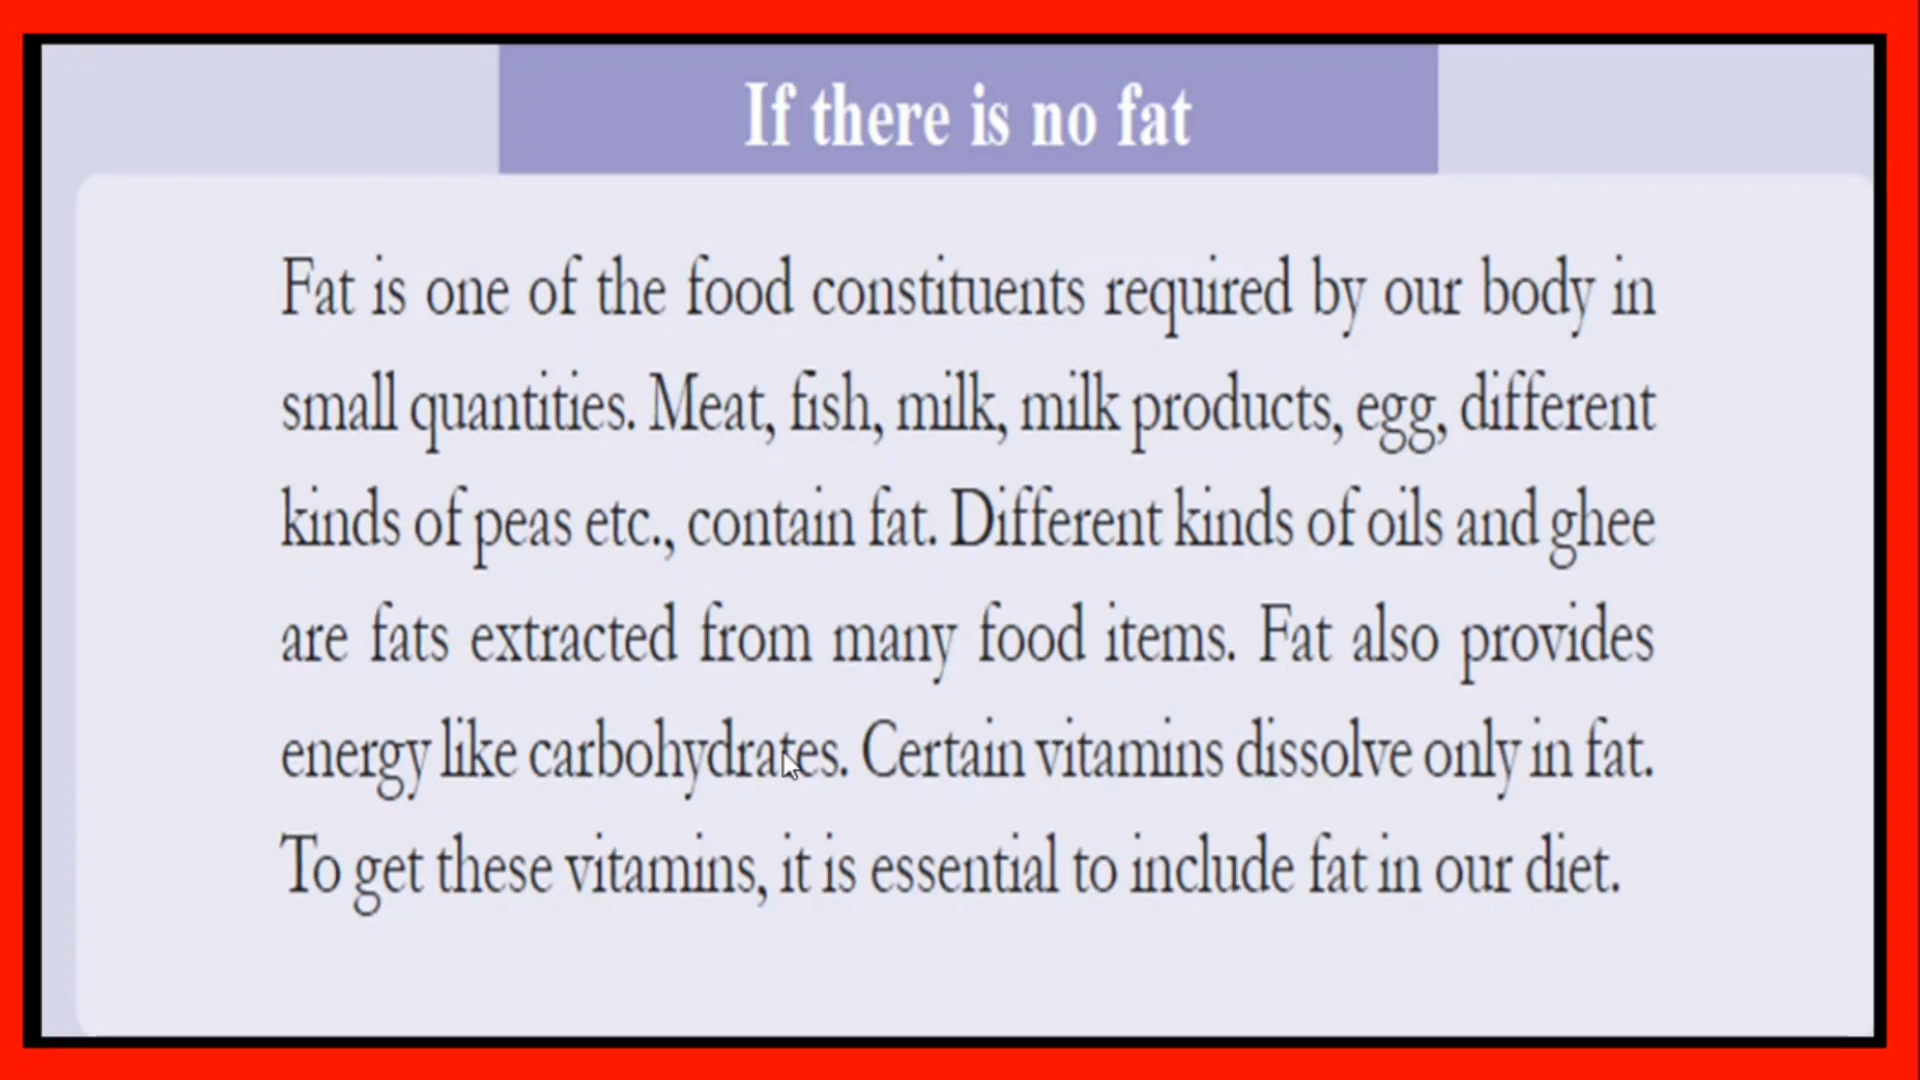 If there is no fat
Fat is one of the food constituents required by our body in
small quantities. Meat, fish, milk, milk products, egg, different
kinds of peas etc., contain fat. Different kinds of oils and ghee
are fats extracted from many food items. Fat also provides
energy like carbohydrates. Certain vitamins dissolve only in fat.
To get these vitamins, it is essential to include fat in our diet.